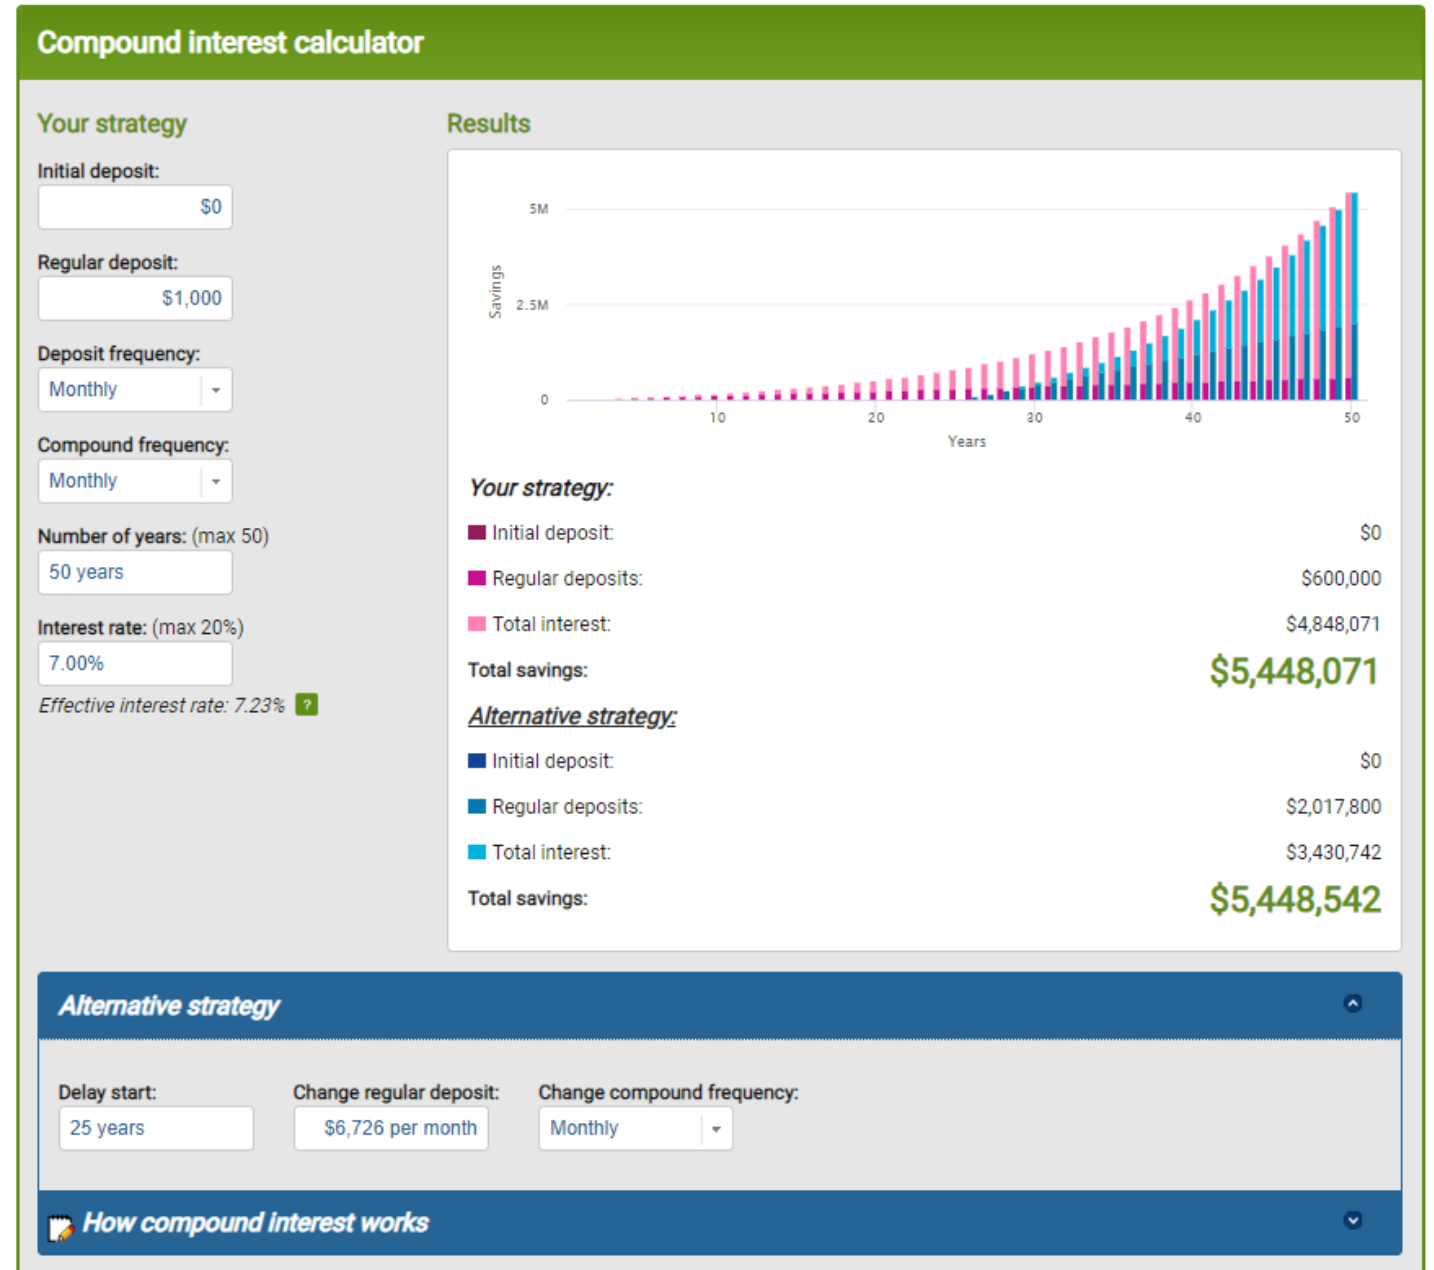 Compound interest calculator
Your strategy
Initial deposit:
$0
Regular deposit:
$1,000
Deposit frequency:
Monthly
Compound frequency:
Monthly
Number of years: (max 50)
50 years
Interest rate: (max 20%)
7.00%
Effective interest rate: 7.23% ?
Results
5M
2.5M
0
Savings
10 20 30 40 50
Years
Your strategy:
Initial deposit: $0
Regular deposits: $600,000
Total interest: $4,848,071
Total savings: $5,448,071
Alternative strategy:
Initial deposit: $0
Regular deposits: $2,017,800
Total interest: $3,430,742
Total savings: $5,448,542
Alternative strategy
Delay start: Change regular deposit: Change compound frequency:
25 years $6,726 per month Monthly
How compound interest works